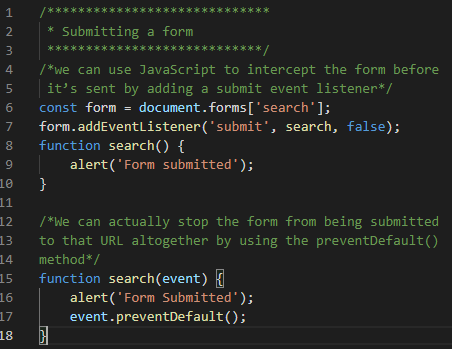 1 /*****************************
2 * Submitting a form
3 ****************************/
4 /*we can use JavaScript to intercept the form before
5 it’s sent by adding a submit event listener*/
6 const form = document.forms['search'];
7 form.addEventListener('submit', search, false);
8 function search() {
9 alert('Form submitted');
10 }
11
12 /*We can actually stop the form from being submitted
13 to that URL altogether by using the preventDefault()
14 method*/
15 function search(event) {
16 alert('Form Submitted');
17 event.preventDefault();
18 }